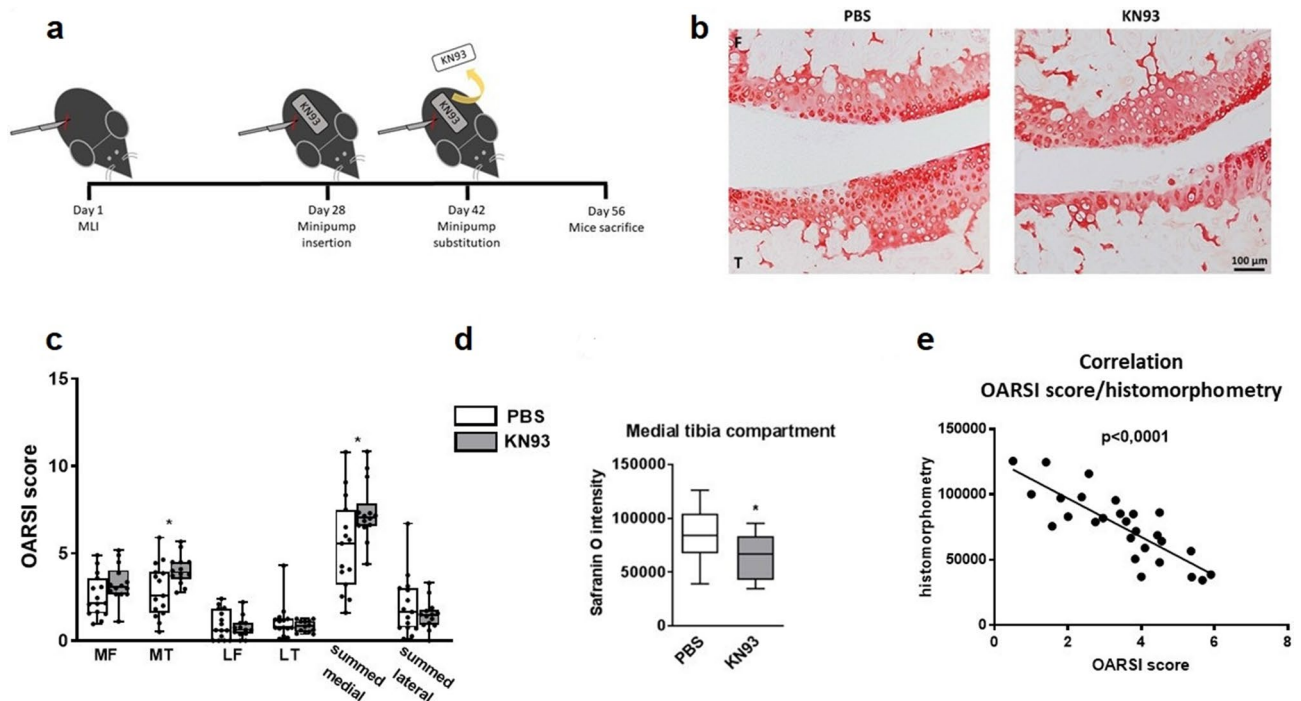 a
KN93
KN93
KN93
Day 1
MLI
Day 28
Minipump
insertion
Day 42
Minipump
substitution
Day 56
Mice sacrifice
b
PBS
KN93
F
T
100 µm
c
OARSI score
15
10
5
0
MF
MT
LF
LT
summed
medial
summed
lateral
*
*
PBS
KN93
d
Medial tibia compartment
Safranin O intensity
150000
100000
50000
0
*
PBS
KN93
e
Correlation
OARSI score/histomorphometry
p<0,0001
histomorphometry
150000
100000
50000
0
0 2 4 6 8
OARSI score